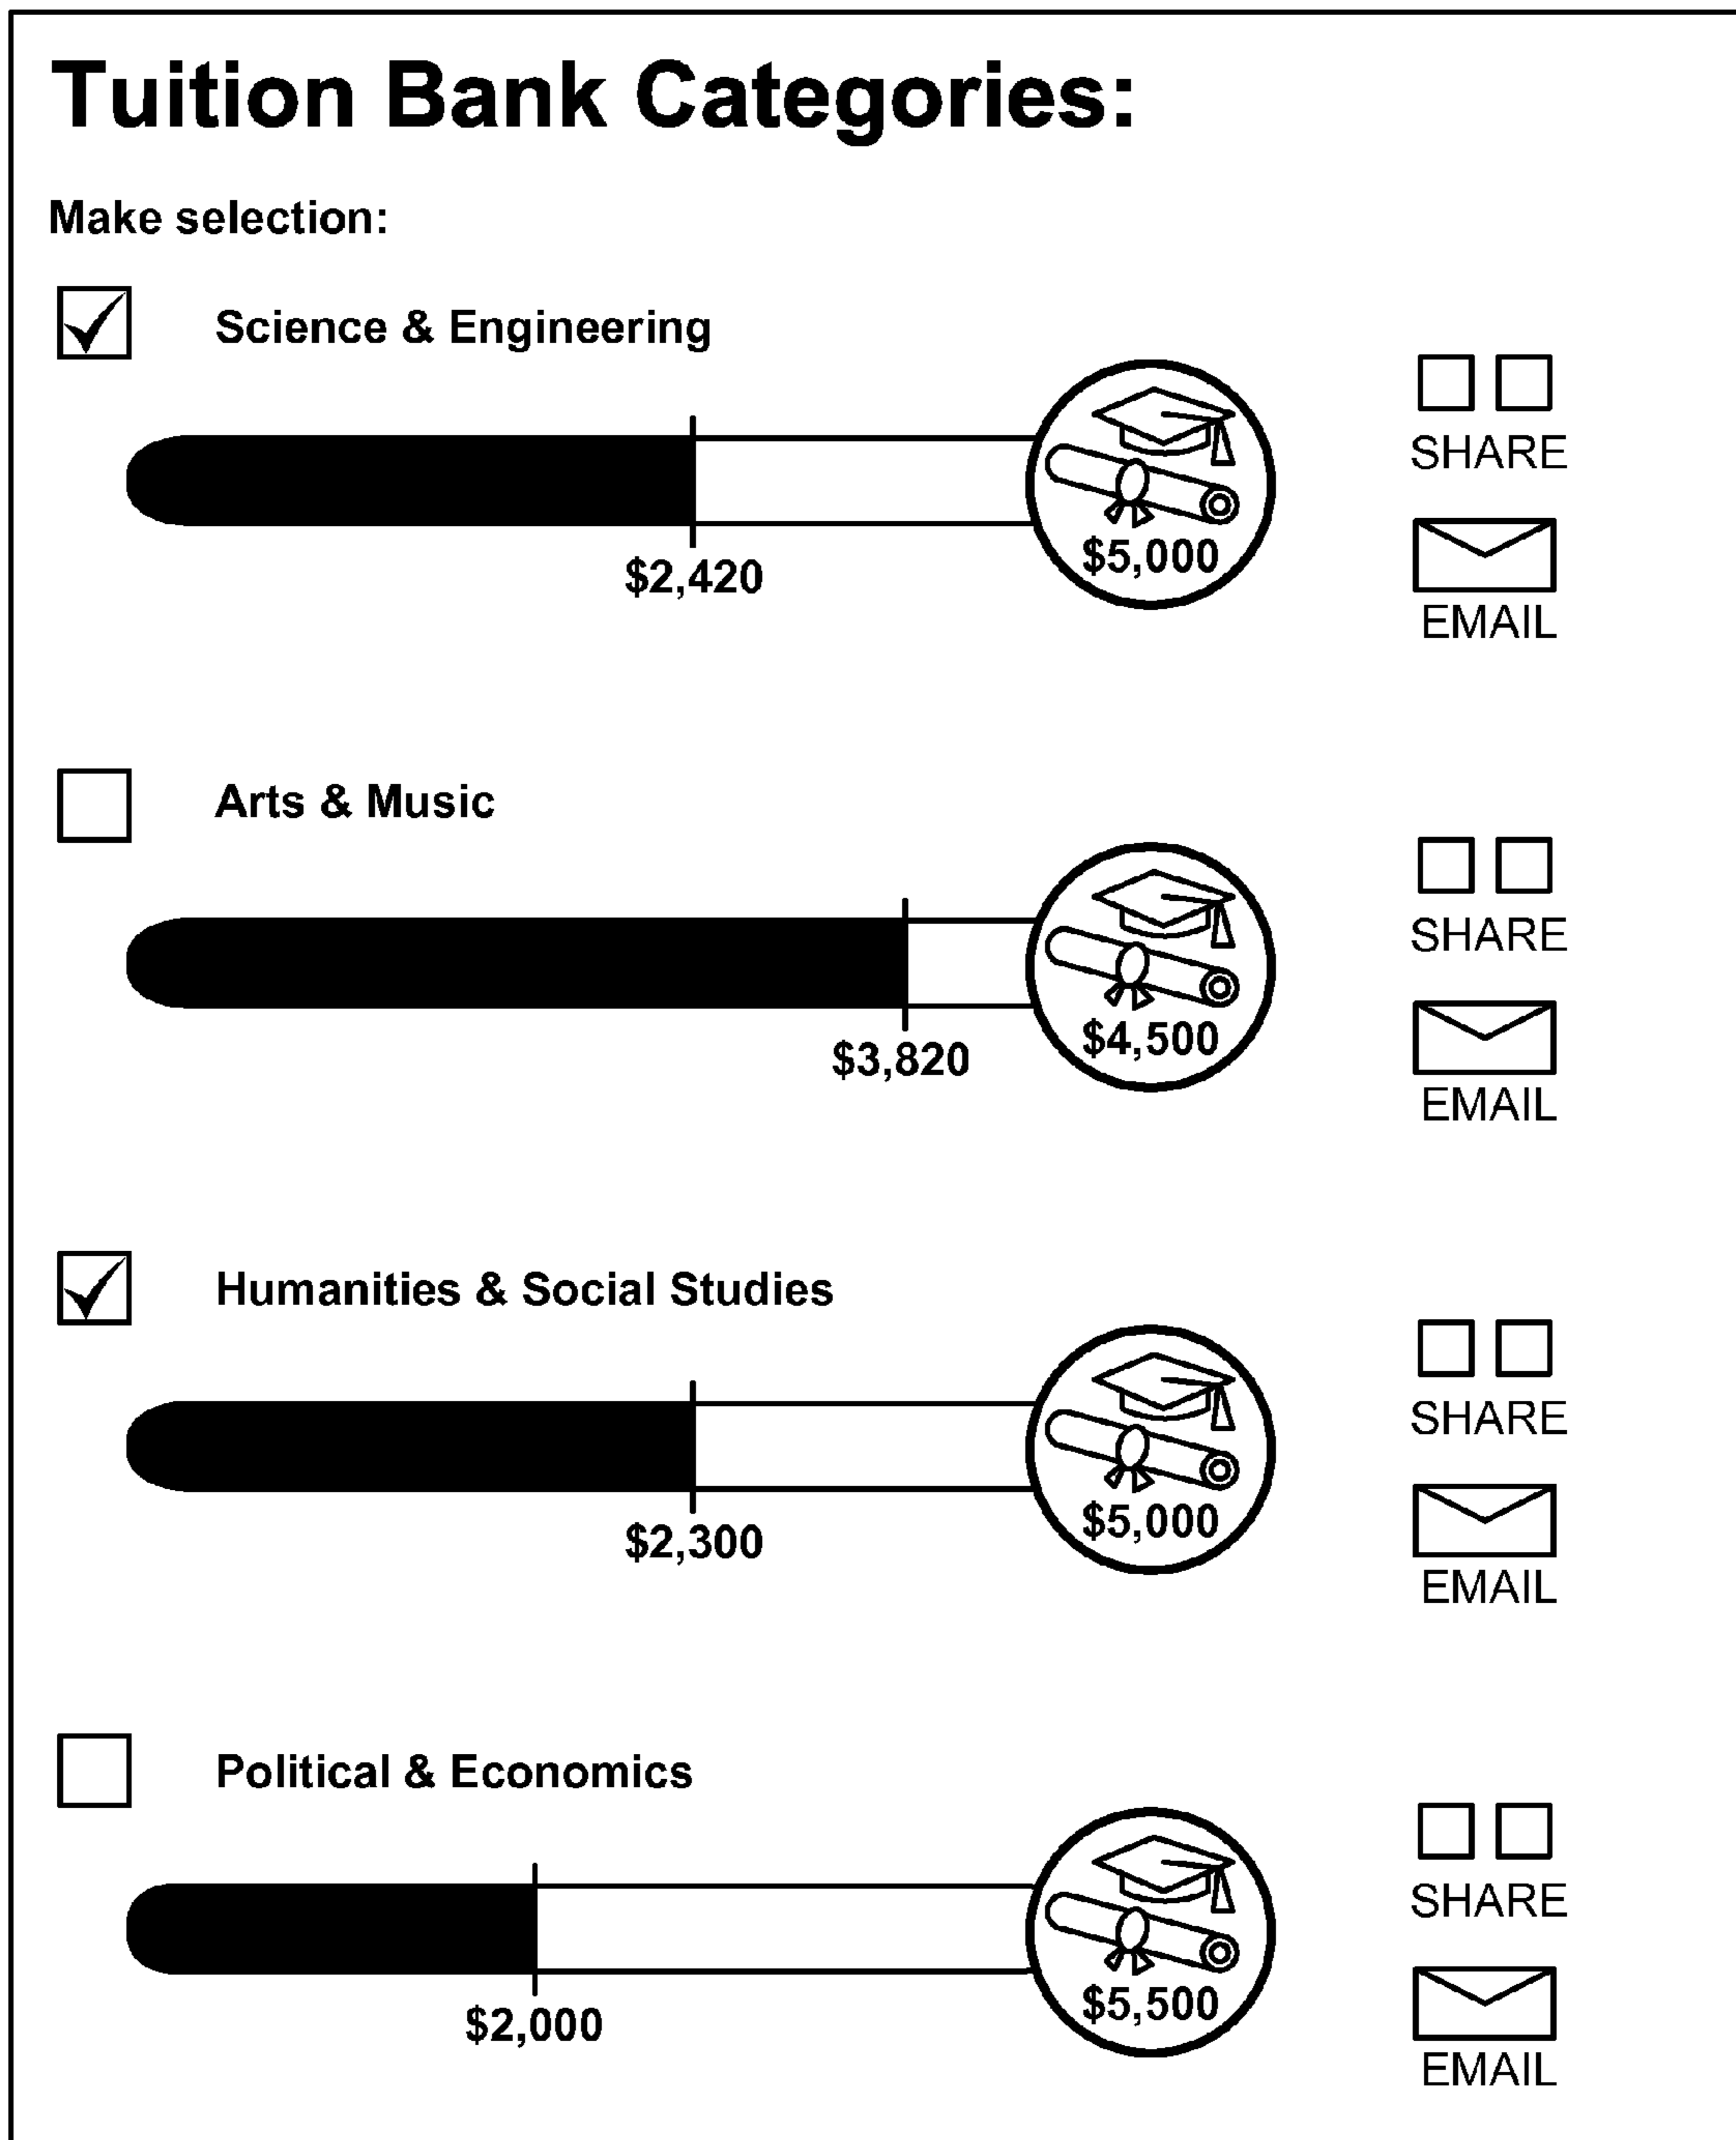 Tuition Bank Categories:
Make selection:
Science & Engineering
SHARE
$5,000
$2,420
EMAIL
Arts & Music
SHARE
$4,500
$3,820
EMAIL
Humanities & Social Studies
SHARE
$5,000
$2,300
EMAIL
Political & Economics
SHARE
$5,500
$2,000
EMAIL